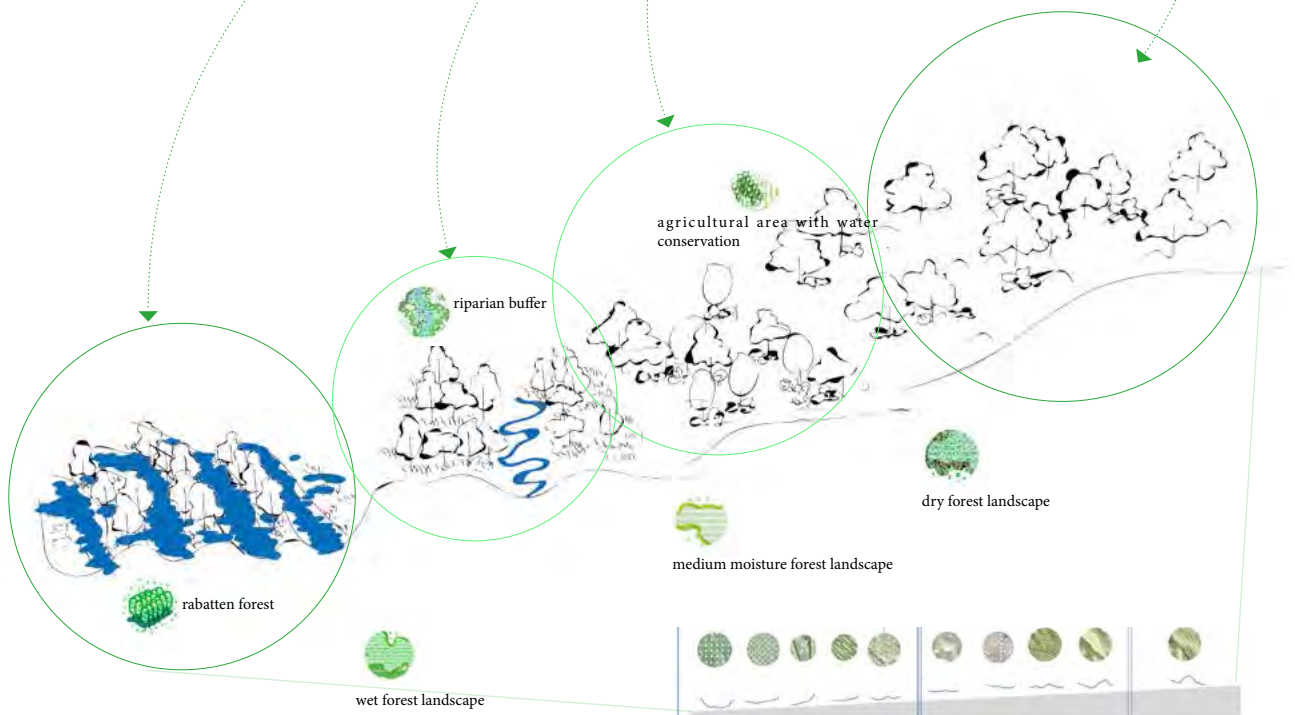 agricultural area with water
conservation
riparian buffer
dry forest landscape
medium moisture forest landscape
rabatten forest
wet forest landscape